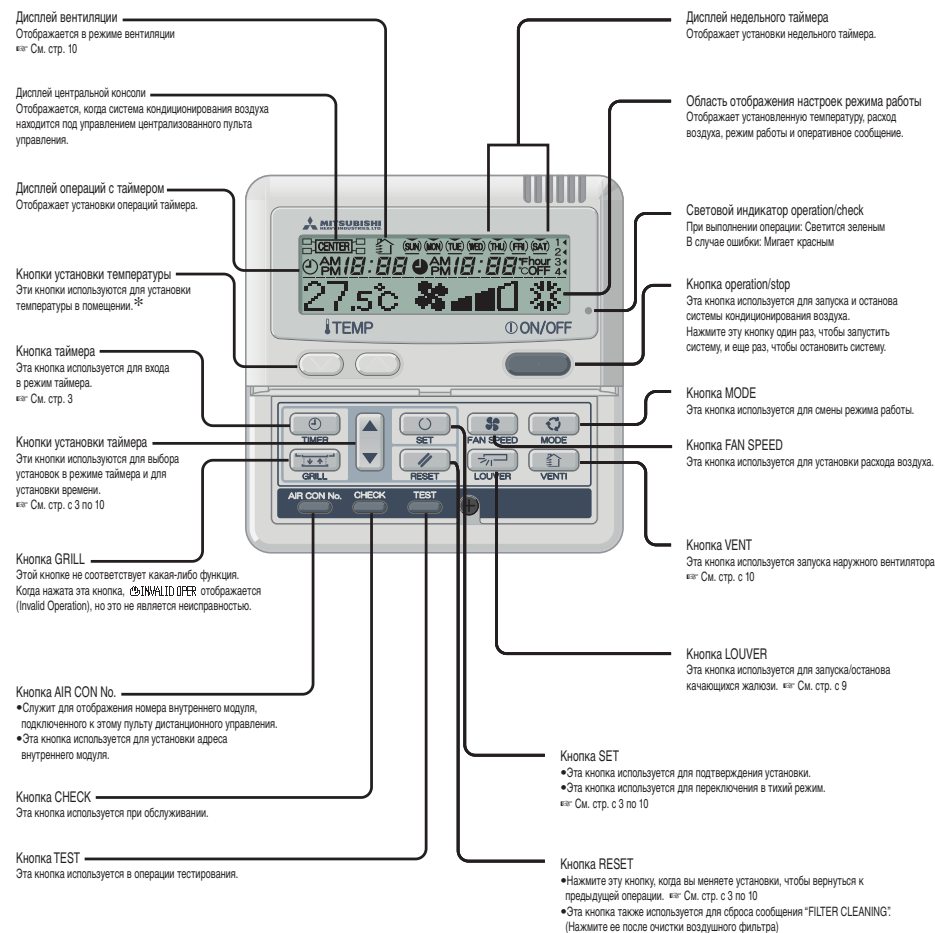 Дисплей вентиляции
Отображается в режиме вентиляции
☞ См. стр. 10
Дисплей центральной консоли
Отображается, когда система кондиционирования воздуха
находится под управлением централизованного пульта
управления.
Дисплей операций с таймером
Отображает установки операций таймера.
Кнопки установки температуры
Эти кнопки используются для установки
температуры в помещении.*
Кнопка таймера
Эта кнопка используется для входа
в режим таймера.
☞ См. стр. 3
Кнопки установки таймера
Эти кнопки используются для выбора
установок в режиме таймера и для
установки времени.
☞ См. стр. с 3 по 10
Кнопка GRILL
Этой кнопке не соответствует какая-либо функция.
Когда нажата эта кнопка, INVALID OPER отображается
(Invalid Operation), но это не является неисправностью.
Кнопка AIR CON No.
•Служит для отображения номера внутреннего модуля,
подключенного к этому пульту дистанционного управления.
•Эта кнопка используется для установки адреса
внутреннего модуля.
Кнопка CHECK
Эта кнопка используется при обслуживании.
Кнопка TEST
Эта кнопка используется в операции тестирования.
MITSUBISHI
HEAVY INDUSTRIES, LTD.
CENTER SUN MON TUE WED THU FRI SAT 1
2
AM 18:88 AM 18:88 °F hour 3
PM PM °C OFF 4
27.5°C
TEMP ON/OFF
TIMER SET FAN SPEED MODE
GRILL RESET LOUVER VENTI
AIR CON No. CHECK TEST
Дисплей недельного таймера
Отображает установки недельного таймера.
Область отображения настроек режима работы
Отображает установленную температуру, расход
воздуха, режим работы и оперативное сообщение.
Световой индикатор operation/check
При выполнении операции: Светится зеленым
В случае ошибки: Мигает красным
Кнопка operation/stop
Эта кнопка используется для запуска и останова
системы кондиционирования воздуха.
Нажмите эту кнопку один раз, чтобы запустить
систему, и еще раз, чтобы остановить систему.
Кнопка MODE
Эта кнопка используется для смены режима работы.
Кнопка FAN SPEED
Эта кнопка используется для установки расхода воздуха.
Кнопка VENT
Эта кнопка используется запуска наружного вентилятора
☞ См. стр. с 10
Кнопка LOUVER
Эта кнопка используется для запуска/останова
качающихся жалюзи. ☞ См. стр. с 9
Кнопка SET
•Эта кнопка используется для подтверждения установки.
•Эта кнопка используется для переключения в тихий режим.
☞ См. стр. с 3 по 10
Кнопка RESET
•Нажмите эту кнопку, когда вы меняете установки, чтобы вернуться к
предыдущей операции. ☞ См. стр. с 3 по 10
•Эта кнопка также используется для сброса сообщения “FILTER CLEANING”.
(Нажмите ее после очистки воздушного фильтра)